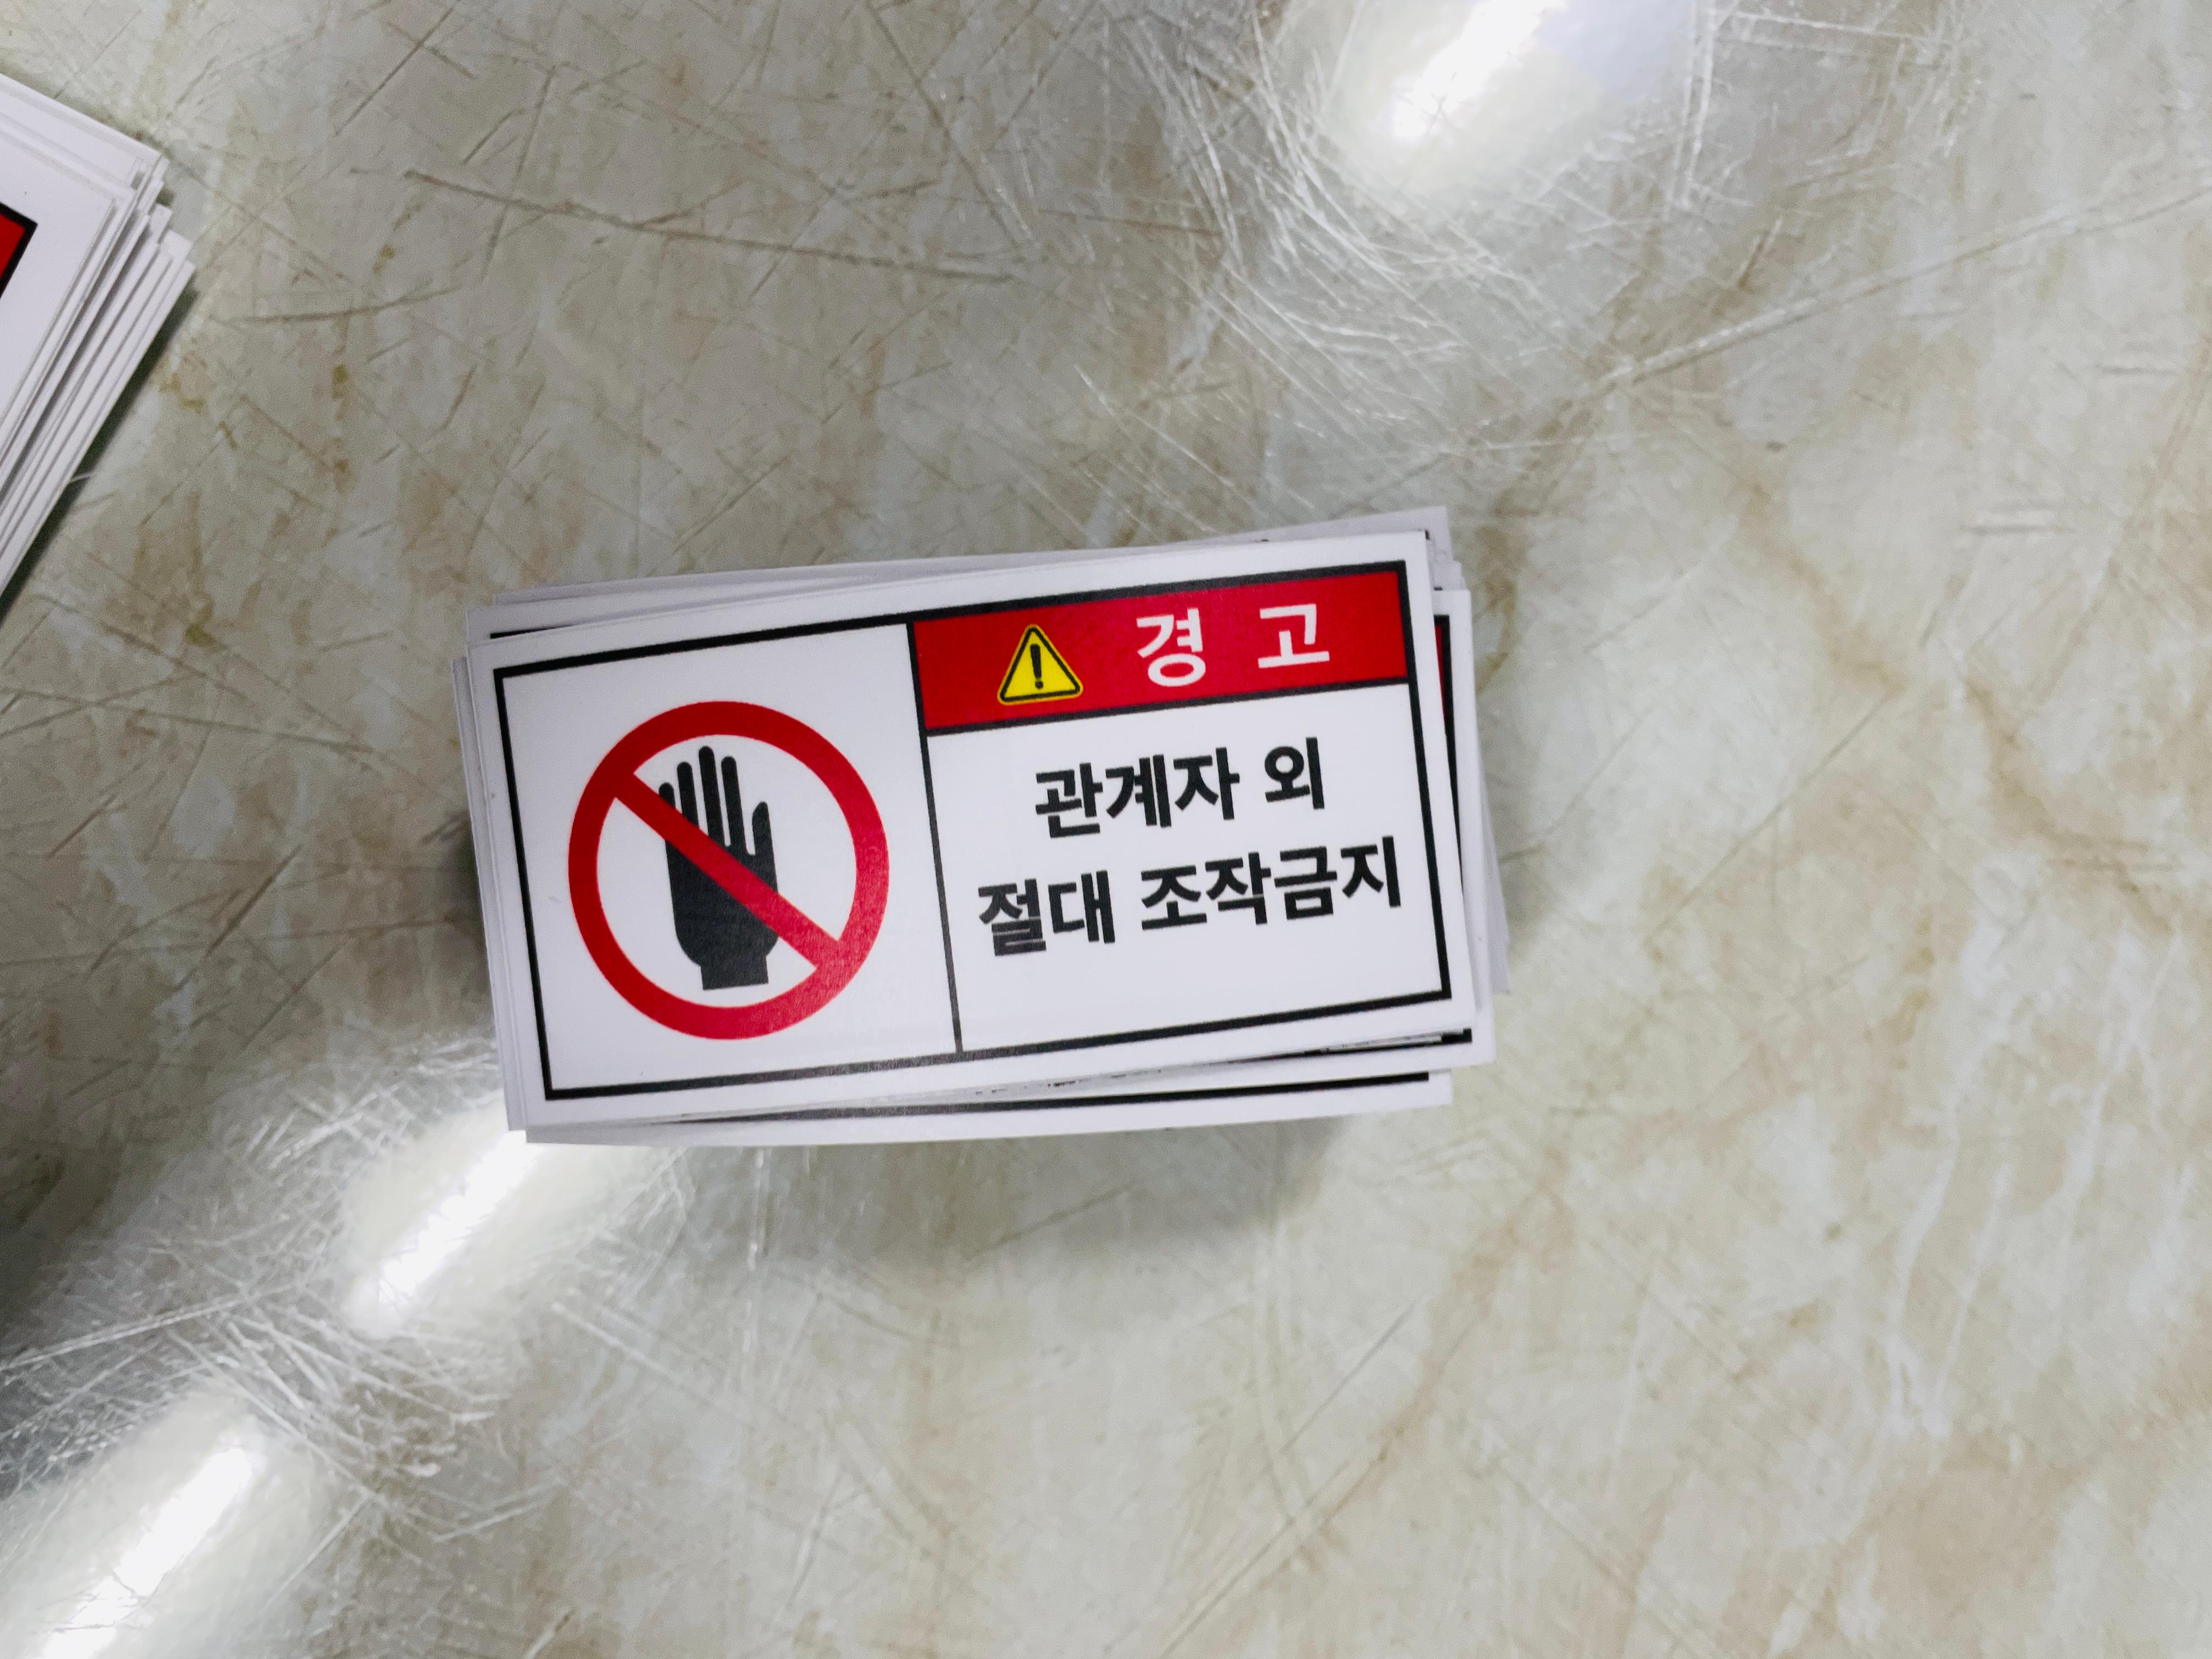 경 고
관계자 외
절대 조작금지